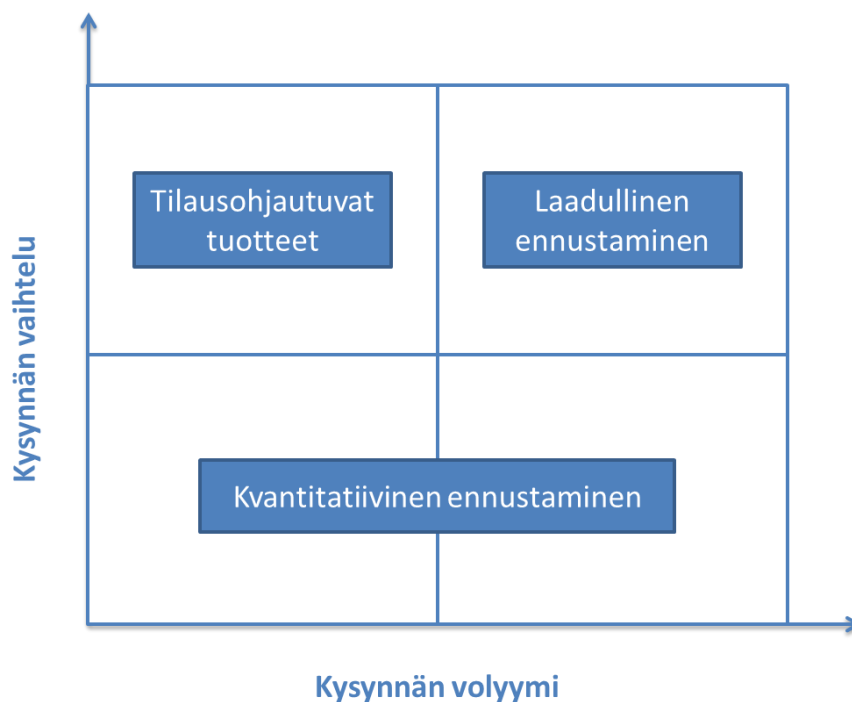 Tilausohjautuvat
tuotteet
Laadullinen
ennustaminen
Kysynnän vaihtelu
Kvantitatiivinen ennustaminen
Kysynnän volyymi